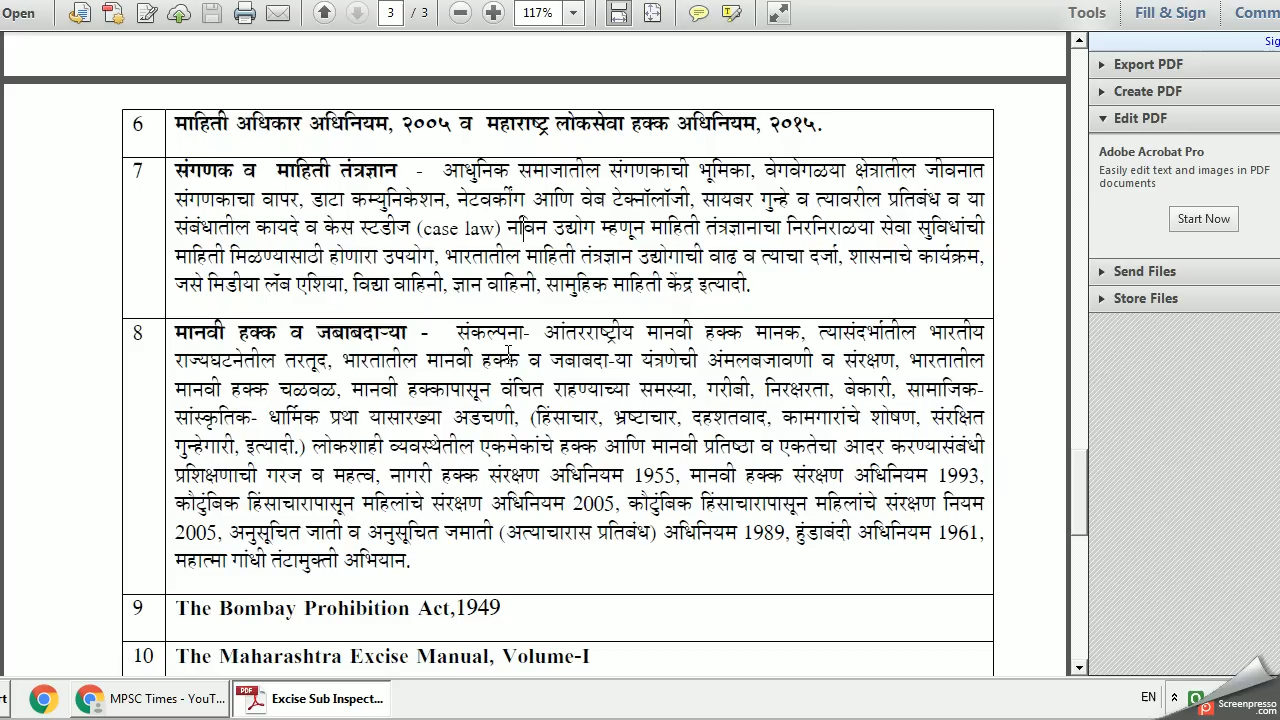 Open
3 / 3
117%
Tools
Fill & Sign
Comm
Sig
Export PDF
Create PDF
Edit PDF
Adobe Acrobat Pro
Easily edit text and images in PDF
documents
Start Now
Send Files
Store Files
6 माहिती अधिकार अधिनियम, २००५ व महाराष्ट्र लोकसेवा हक्क अधिनियम, २०१५.
7 संगणक व माहिती तंत्रज्ञान - आधुनिक समाजातील संगणकाची भूमिका, वेगवेगळया क्षेत्रातील जीवनात
संगणकाचा वापर, डाटा कम्युनिकेशन, नेटवर्कींग आणि वेब टेक्नॉलॉजी, सायबर गुन्हे व त्यावरील प्रतिबंध व या
संबंधातील कायदे व केस स्टडीज (case law) नविन उद्योग म्हणून माहिती तंत्रज्ञानाचा निरनिराळया सेवा सुविधांची
माहिती मिळण्यासाठी होणारा उपयोग, भारतातील माहिती तंत्रज्ञान उद्योगाची वाढ व त्याचा दर्जा, शासनाचे कार्यक्रम,
जसे मिडीया लॅब एशिया, विद्या वाहिनी, ज्ञान वाहिनी, सामुहिक माहिती केंद्र इत्यादी.
8 मानवी हक्क व जबाबदाऱ्या - संकल्पना- आंतरराष्ट्रीय मानवी हक्क मानक, त्यासंदर्भातील भारतीय
राज्यघटनेतील तरतूद, भारतातील मानवी हक्क व जबाबदा-या यंत्रणेची अंमलबजावणी व संरक्षण, भारतातील
मानवी हक्क चळवळ, मानवी हक्कापासून वंचित राहण्याच्या समस्या, गरीबी, निरक्षरता, बेकारी, सामाजिक-
सांस्कृतिक- धार्मिक प्रथा यासारख्या अडचणी, (हिंसाचार, भ्रष्टाचार, दहशतवाद, कामगारांचे शोषण, संरक्षित
गुन्हेगारी, इत्यादी.) लोकशाही व्यवस्थेतील एकमेकांचे हक्क आणि मानवी प्रतिष्ठा व एकतेचा आदर करण्यासंबंधी
प्रशिक्षणाची गरज व महत्व, नागरी हक्क संरक्षण अधिनियम 1955, मानवी हक्क संरक्षण अधिनियम 1993,
कौटुंबिक हिंसाचारापासून महिलांचे संरक्षण अधिनियम 2005, कौटुंबिक हिंसाचारापासून महिलांचे संरक्षण नियम
2005, अनुसूचित जाती व अनुसूचित जमाती (अत्याचारास प्रतिबंध) अधिनियम 1989, हुंडाबंदी अधिनियम 1961,
महात्मा गांधी तंटामुक्ती अभियान.
9 The Bombay Prohibition Act,1949
10 The Maharashtra Excise Manual, Volume-I
rt
MPSC Times - YouT...
PDF
Excise Sub Inspect...
EN
Screenpresso
.com